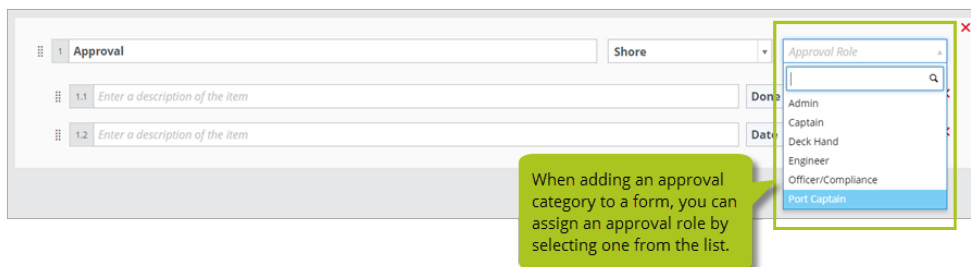 1 Approval Shore Approval Role
1.1 Enter a description of the item Done
Admin
Captain
1.2 Enter a description of the item Date
Deck Hand
Engineer
Officer/Compliance
Port Captain
When adding an approval
category to a form, you can
assign an approval role by
selecting one from the list.